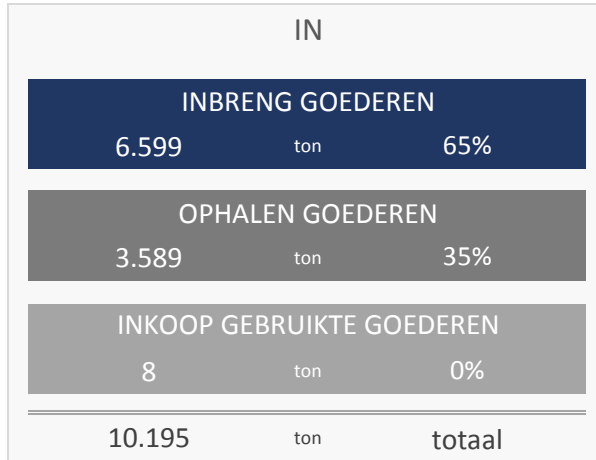 IN
INBRENG GOEDEREN
6.599 ton 65%
OPHALEN GOEDEREN
3.589 ton 35%
INKOOP GEBRUIKTE GOEDEREN
8 ton 0%
10.195 ton totaal